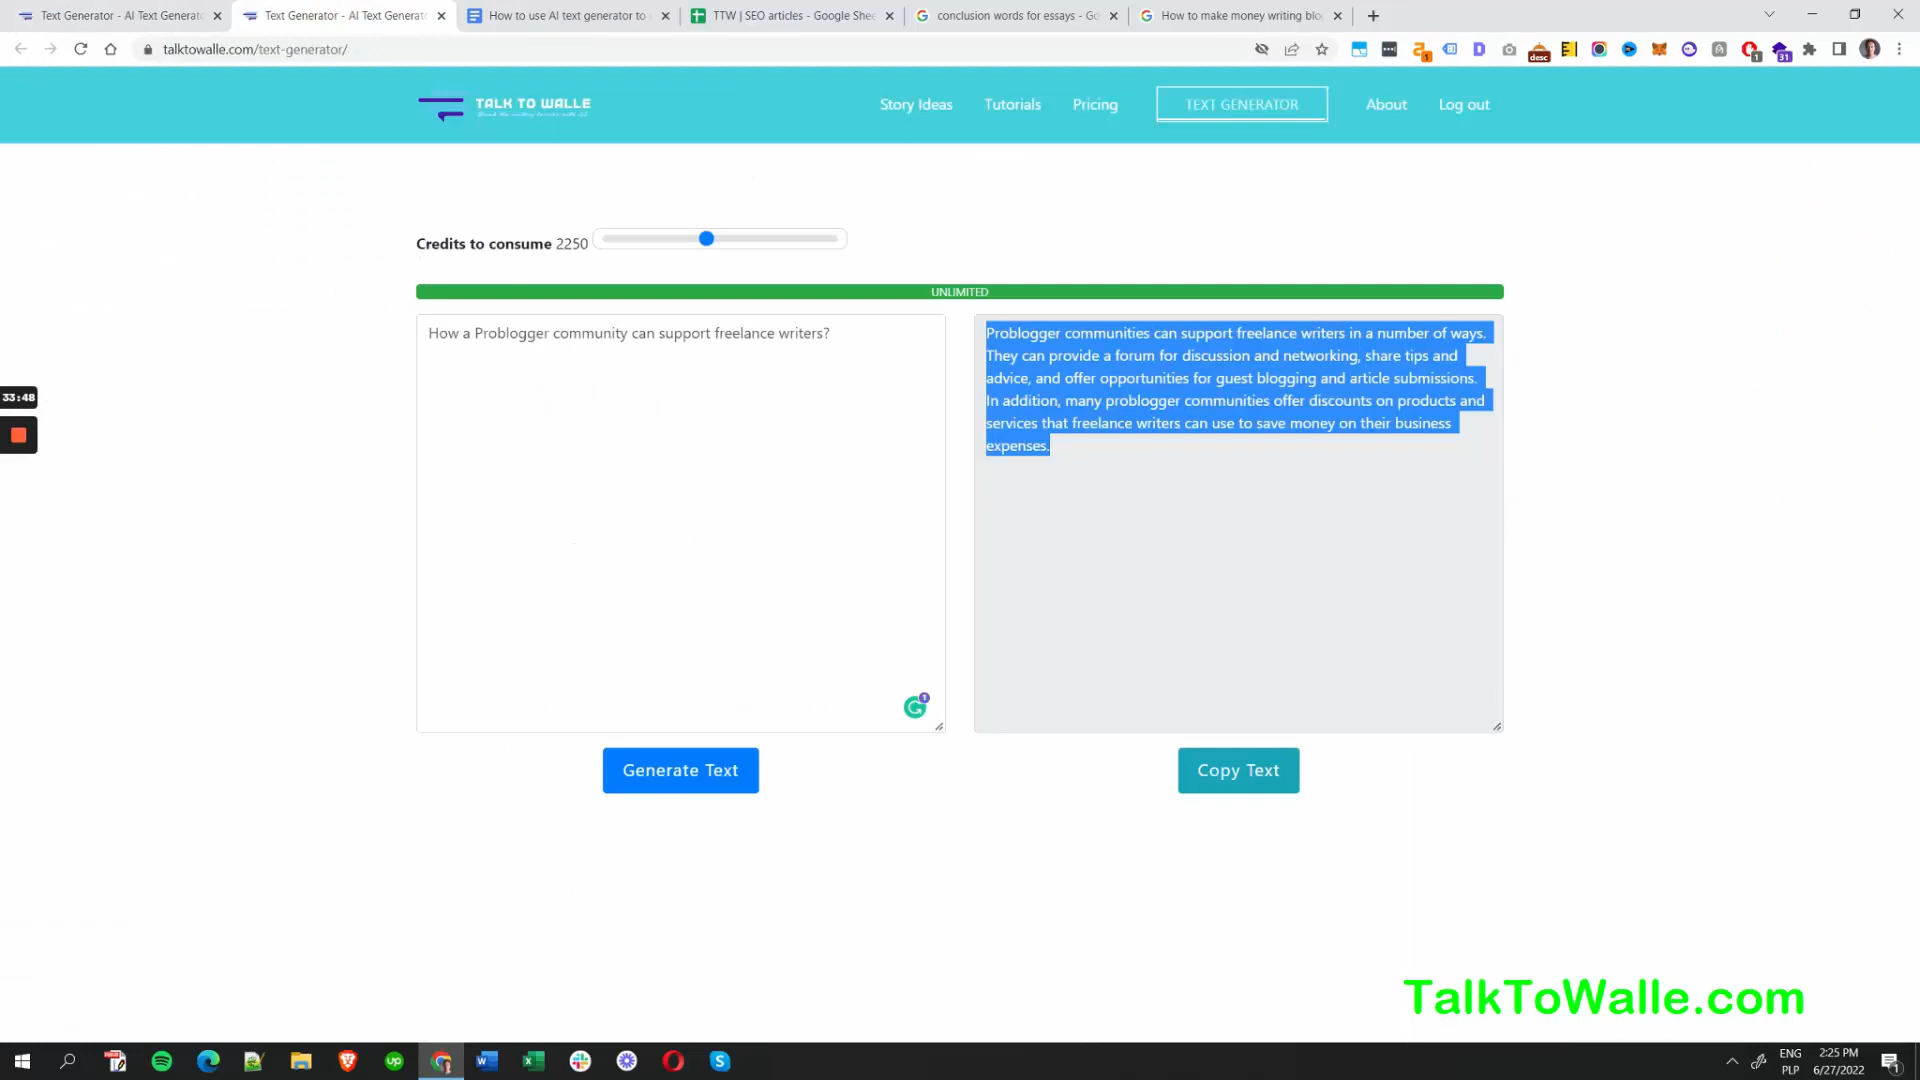 Text Generator - AI Text Generato
Text Generator - AI Text Generato
How to use AI text generator to
TTW | SEO articles - Google Shee
conclusion words for essays - Go
How to make money writing blo
talktowalle.com/text-generator/
desc
1
31
TALK TO WALLE
Story Ideas
Tutorials
Pricing
TEXT GENERATOR
About
Log out
Credits to consume 2250
UNLIMITED
How a Problogger community can support freelance writers?
Problogger communities can support freelance writers in a number of ways.
They can provide a forum for discussion and networking, share tips and
advice, and offer opportunities for guest blogging and article submissions.
In addition, many problogger communities offer discounts on products and
services that freelance writers can use to save money on their business
expenses.
33:48
Generate Text
Copy Text
TalkToWalle.com
ENG
PLP
2:25 PM
6/27/2022